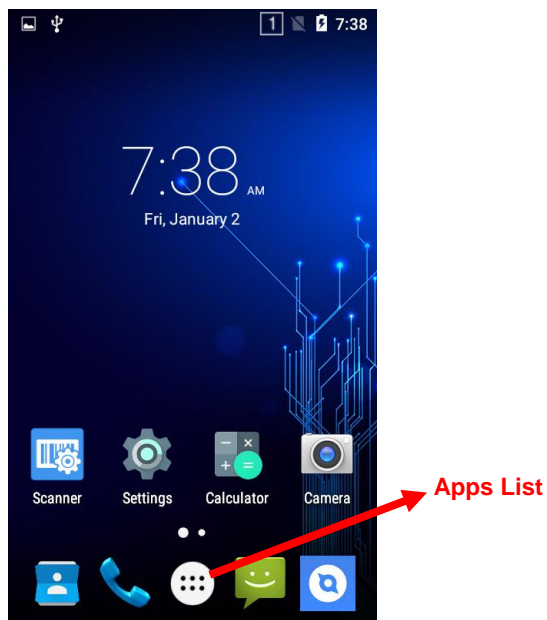 1 7:38
7:38 AM
Fri, January 2
Scanner Settings Calculator Camera
Apps List